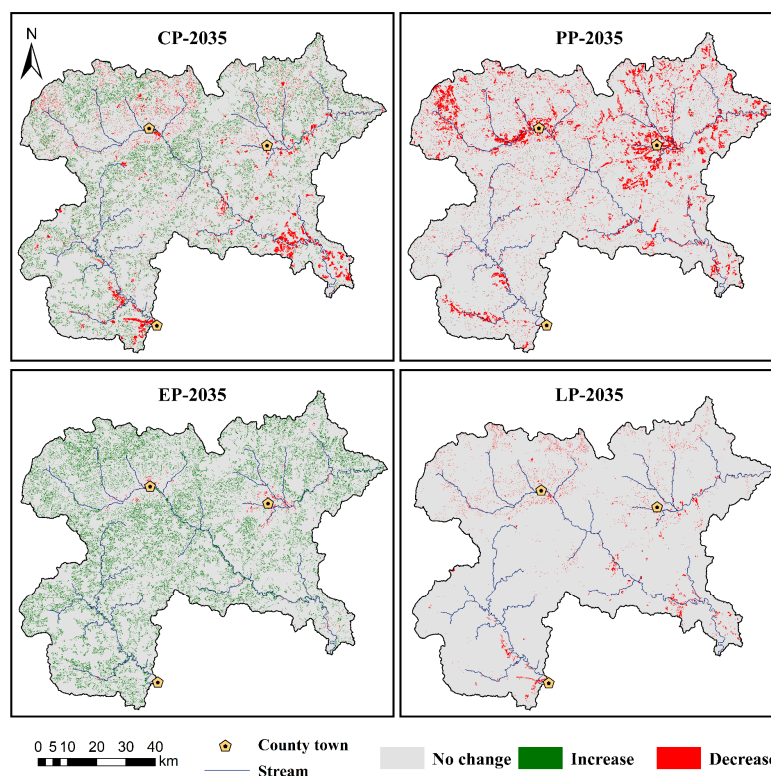 CP-2035
PP-2035
N
EP-2035
LP-2035
0 5 10 20 30 40
km
County town
Stream
No change
Increase
Decrease